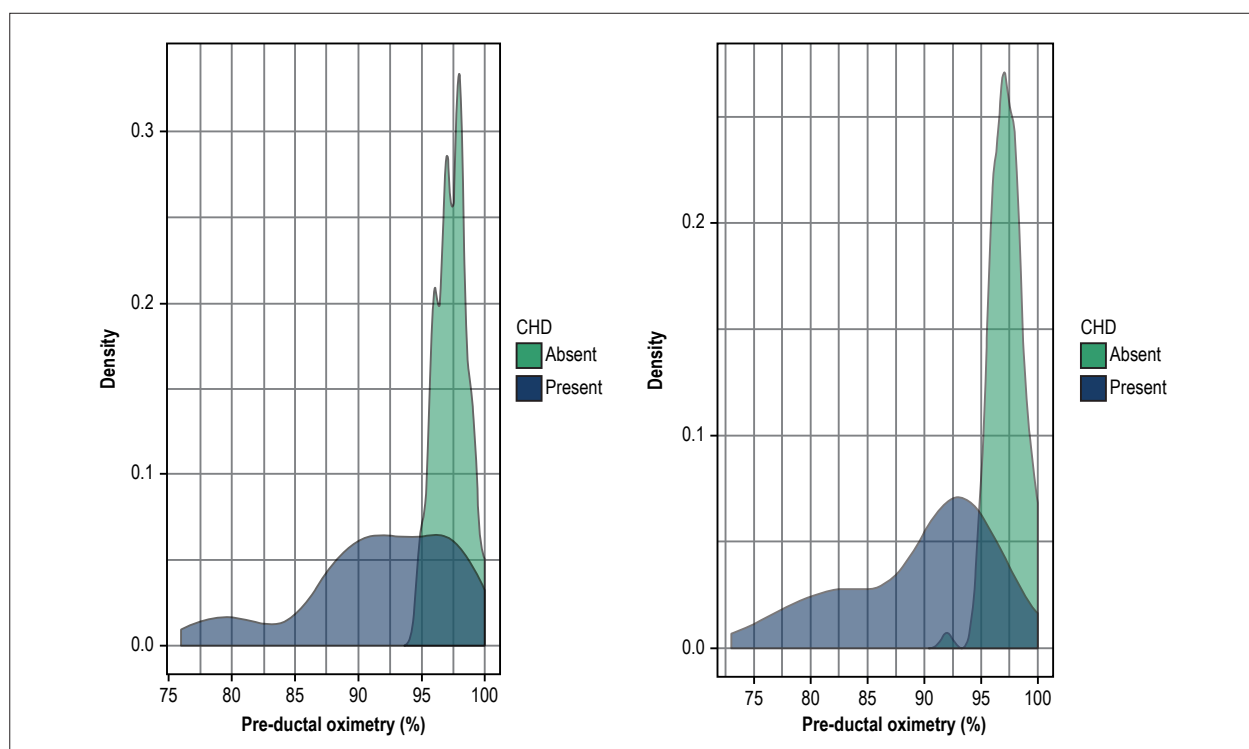 0.3
0.2
0.1
0.0
Density
75 80 85 90 95 100
Pre-ductal oximetry (%)
CHD
Absent
Present
0.2
0.1
0.0
Density
75 80 85 90 95 100
Pre-ductal oximetry (%)
CHD
Absent
Present